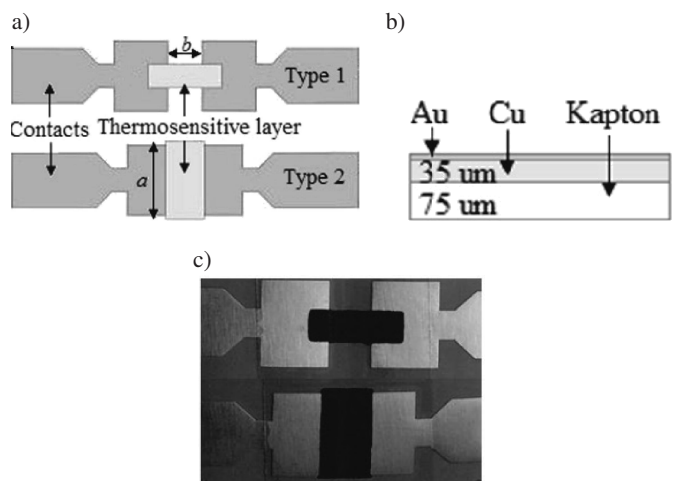 a)
b
Type 1
Contacts
Thermosensitive layer
a
Type 2
b)
Au
Cu
Kapton
35 um
75 um
c)